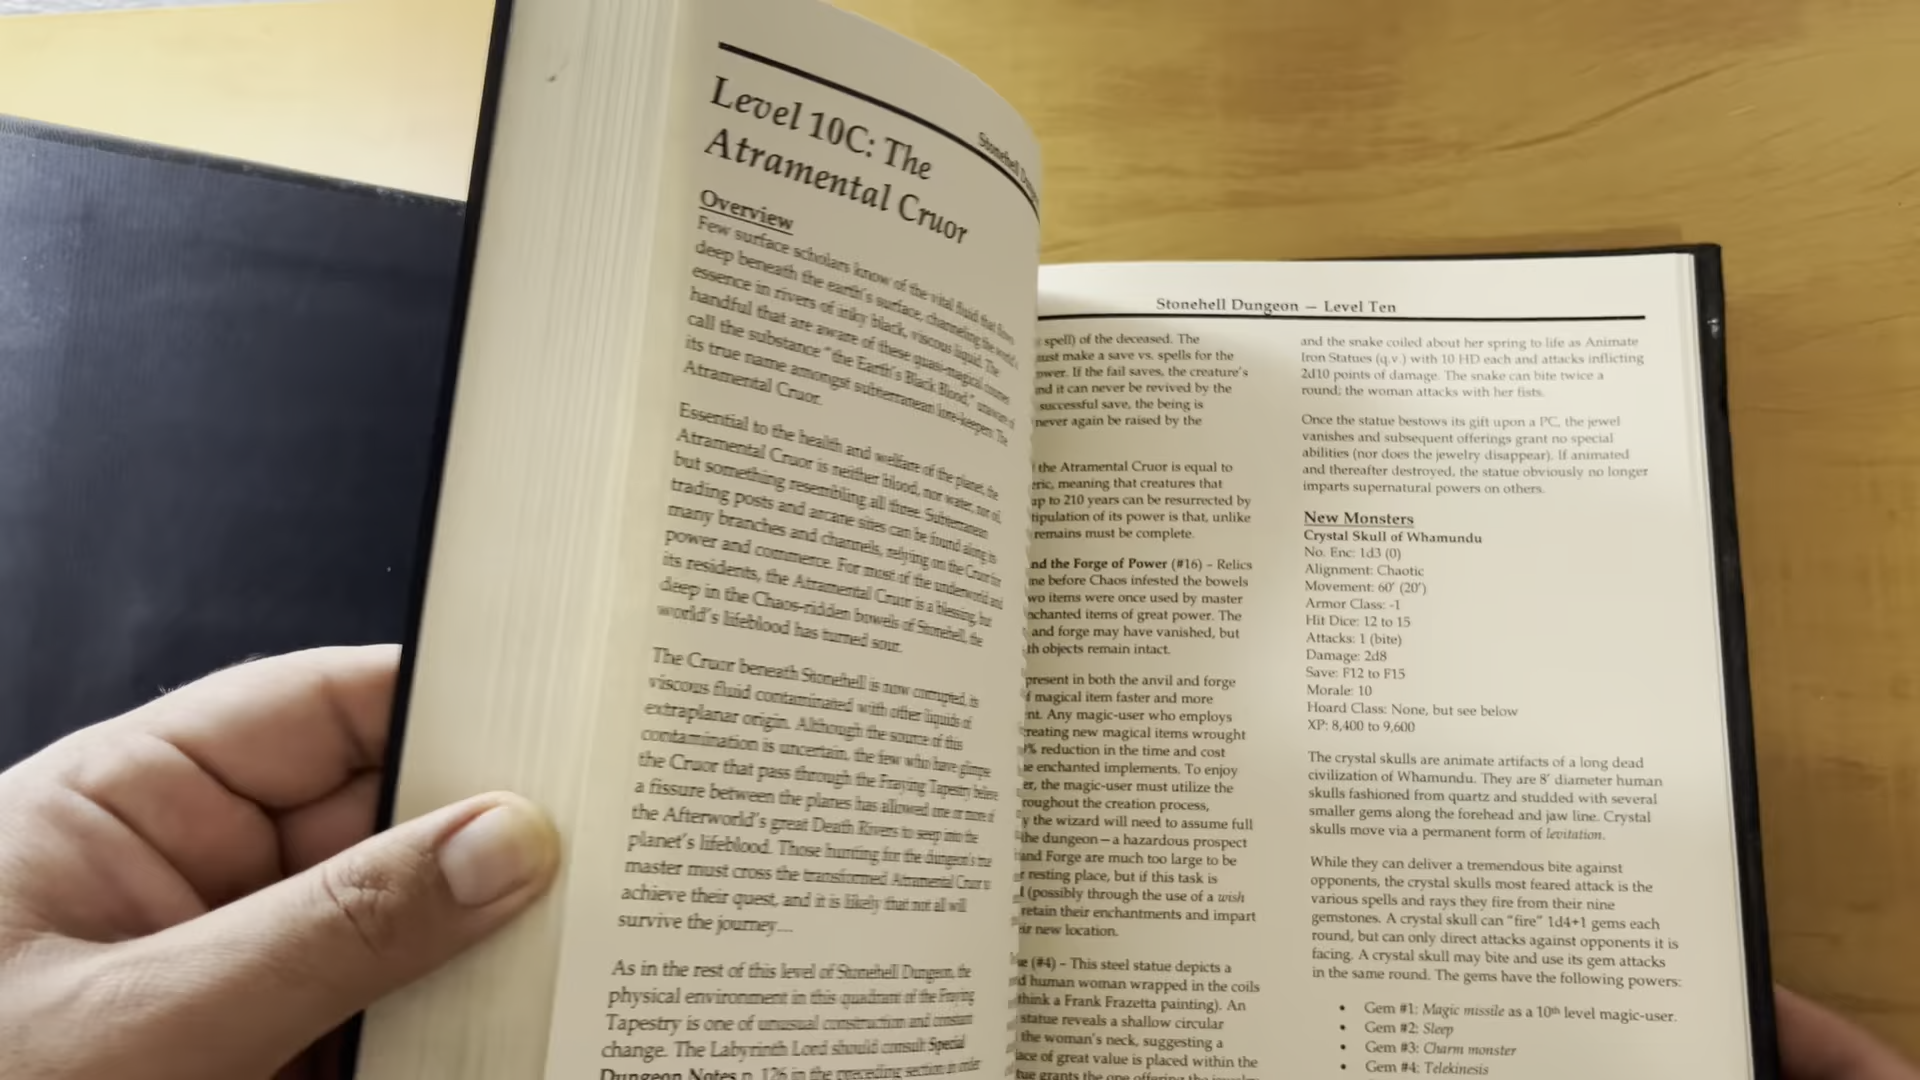 Stonehell
Level 10C: The
Atramental Cruor
Overview
Few surface scholars know of the vital fluid that flows
deep beneath the earth's surface, channeling the world's
essence in rivers of inky black, viscous liquid. The
handful that are aware of these quasi-magical courses
call the substance "the Earth's Black Blood," unaware of
its true name amongst subterranean lore-keepers: The
Atramental Cruor.
Essential to the health and welfare of the planet, the
Atramental Cruor is neither blood, nor water, nor oil,
but something resembling all three. Subterranean
trading posts and arcane sites can be found along its
many branches and channels, relying on the Cruor for
power and commerce. For most of the underworld and
its residents, the Atramental Cruor is a blessing, but
deep in the Chaos-ridden bowels of Stonehell, the
world's lifeblood has turned sour.
The Cruor beneath Stonehell is now corrupted, its
viscous fluid contaminated with other liquids of
extraplanar origin. Although the source of this
contamination is uncertain, the few who have glimpse
the Cruor that pass through the Fraying Tapestry believe
a fissure between the planes has allowed one or more of
the Afterworld's great Death Rivers to seep into the
planet's lifeblood. Those hunting for the dungeon's true
master must cross the transformed Atramental Cruor to
achieve their quest, and it is likely that not all will
survive the journey....
As in the rest of this level of Stonehell Dungeon, the
physical environment in this quadrant of the Fraying
Tapestry is one of unusual construction and constant
change. The Labyrinth Lord should consult Special
Dungeon Notes p. 126 in the preceding section in order
Stonehell Dungeon — Level Ten
spell) of the deceased. The
must make a save vs. spells for the
power. If the fail saves, the creature's
nd it can never be revived by the
successful save, the being is
never again be raised by the
the Atramental Cruor is equal to
eric, meaning that creatures that
up to 210 years can be resurrected by
tipulation of its power is that, unlike
remains must be complete.
nd the Forge of Power (#16) – Relics
me before Chaos infested the bowels
wo items were once used by master
nchanted items of great power. The
and forge may have vanished, but
th objects remain intact.
present in both the anvil and forge
f magical item faster and more
nt. Any magic-user who employs
creating new magical items wrought
% reduction in the time and cost
e enchanted implements. To enjoy
er, the magic-user must utilize the
roughout the creation process,
y the wizard will need to assume full
the dungeon—a hazardous prospect
and Forge are much too large to be
r resting place, but if this task is
l (possibly through the use of a wish
retain their enchantments and impart
eir new location.
ue (#4) – This steel statue depicts a
d human woman wrapped in the coils
think a Frank Frazetta painting). An
statue reveals a shallow circular
the woman's neck, suggesting a
ace of great value is placed within the
tue grants the one offering the jewelry
and the snake coiled about her spring to life as Animate
Iron Statues (q.v.) with 10 HD each and attacks inflicting
2d10 points of damage. The snake can bite twice a
round; the woman attacks with her fists.
Once the statue bestows its gift upon a PC, the jewel
vanishes and subsequent offerings grant no special
abilities (nor does the jewelry disappear). If animated
and thereafter destroyed, the statue obviously no longer
imparts supernatural powers on others.
New Monsters
Crystal Skull of Whamundu
No. Enc: 1d3 (0)
Alignment: Chaotic
Movement: 60' (20')
Armor Class: -1
Hit Dice: 12 to 15
Attacks: 1 (bite)
Damage: 2d8
Save: F12 to F15
Morale: 10
Hoard Class: None, but see below
XP: 8,400 to 9,600
The crystal skulls are animate artifacts of a long dead
civilization of Whamundu. They are 8' diameter human
skulls fashioned from quartz and studded with several
smaller gems along the forehead and jaw line. Crystal
skulls move via a permanent form of levitation.
While they can deliver a tremendous bite against
opponents, the crystal skulls most feared attack is the
various spells and rays they fire from their nine
gemstones. A crystal skull can "fire" 1d4+1 gems each
round, but can only direct attacks against opponents it is
facing. A crystal skull may bite and use its gem attacks
in the same round. The gems have the following powers:
• Gem #1: Magic missile as a 10th level magic-user.
• Gem #2: Sleep
• Gem #3: Charm monster
• Gem #4: Telekinesis